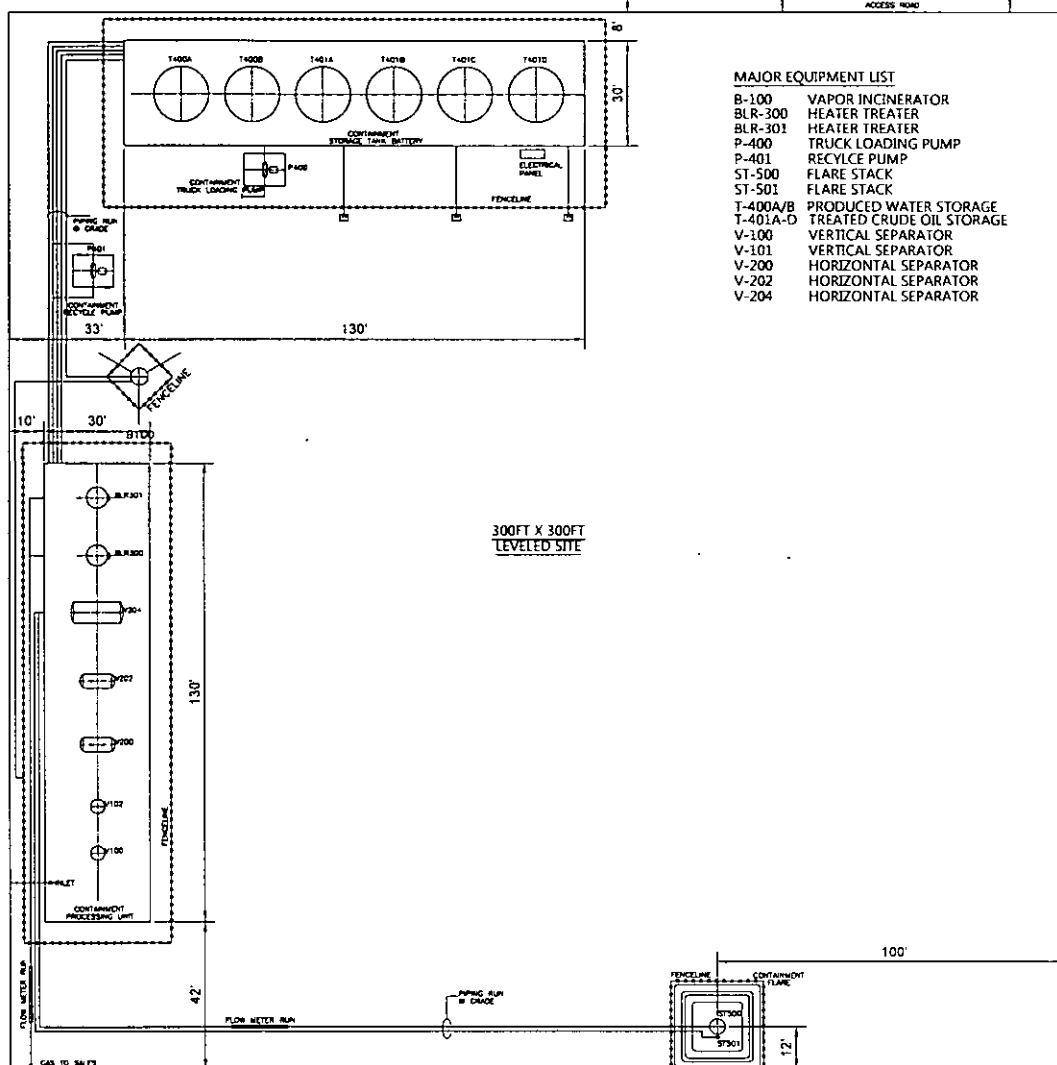 ACCESS ROAD
6'
T400A T400B T401A T401B T401C T401D
30'
CONTAINMENT
STORAGE TANK BATTERY
P400
ELECTRICAL
PANEL
CONTAINMENT
TRUCK LOADING PUMP
FENCELINE
MAJOR EQUIPMENT LIST
B-100 VAPOR INCINERATOR
BLR-300 HEATER TREATER
BLR-301 HEATER TREATER
P-400 TRUCK LOADING PUMP
P-401 RECYLCE PUMP
ST-500 FLARE STACK
ST-501 FLARE STACK
T-400A/B PRODUCED WATER STORAGE
T-401A-D TREATED CRUDE OIL STORAGE
V-100 VERTICAL SEPARATOR
V-101 VERTICAL SEPARATOR
V-200 HORIZONTAL SEPARATOR
V-202 HORIZONTAL SEPARATOR
V-204 HORIZONTAL SEPARATOR
PIPING RUN
@ GRADE
P401
CONTAINMENT
RECYCLE PUMP
33'
130'
FENCELINE
10'
30'
B100
BLR301
BLR300
V204
V202
V200
V102
V100
130'
FENCELINE
300FT X 300FT
LEVELED SITE
INLET
CONTAINMENT
PROCESSING UNIT
42'
FLOW METER RUN
FLOW METER RUN
PIPING RUN
@ GRADE
100'
FENCELINE
CONTAINMENT
FLARE
ST500
ST501
12'
GAS TO SALES